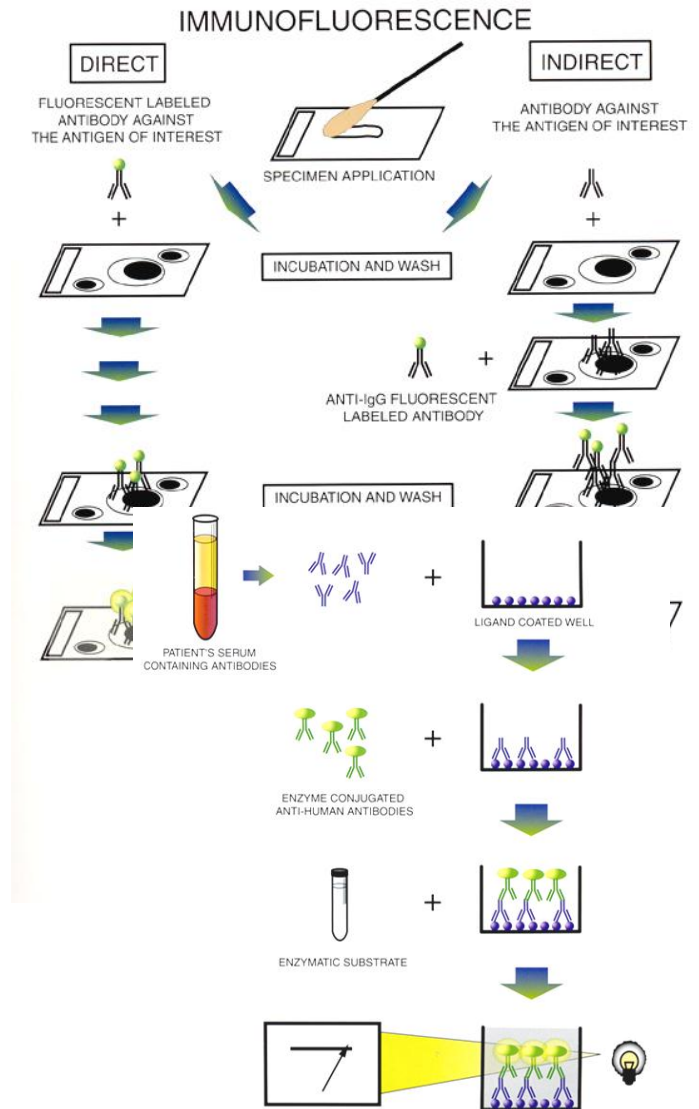 IMMUNOFLUORESCENCE
DIRECT
INDIRECT
FLUORESCENT LABELED
ANTIBODY AGAINST
THE ANTIGEN OF INTEREST
ANTIBODY AGAINST
THE ANTIGEN OF INTEREST
SPECIMEN APPLICATION
+
+
INCUBATION AND WASH
+
ANTI-IgG FLUORESCENT
LABELED ANTIBODY
INCUBATION AND WASH
+
LIGAND COATED WELL
PATIENT'S SERUM
CONTAINING ANTIBODIES
+
ENZYME CONJUGATED
ANTI-HUMAN ANTIBODIES
+
ENZYMATIC SUBSTRATE